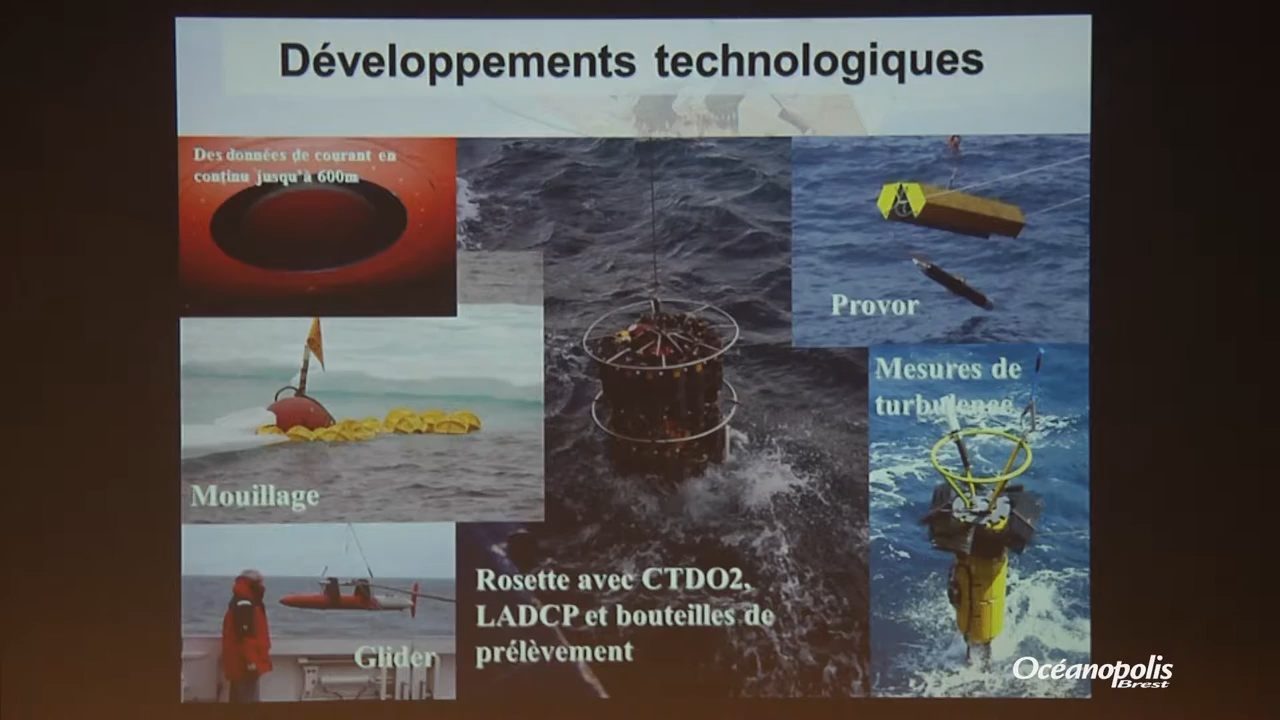 Développements technologiques
Des données de courant en
continu jusqu'à 600m
Provor
Mesures de
turbulence
Mouillage
Rosette avec CTDO2,
LADCP et bouteilles de
prélèvement
Glider
Océanopolis
Brest